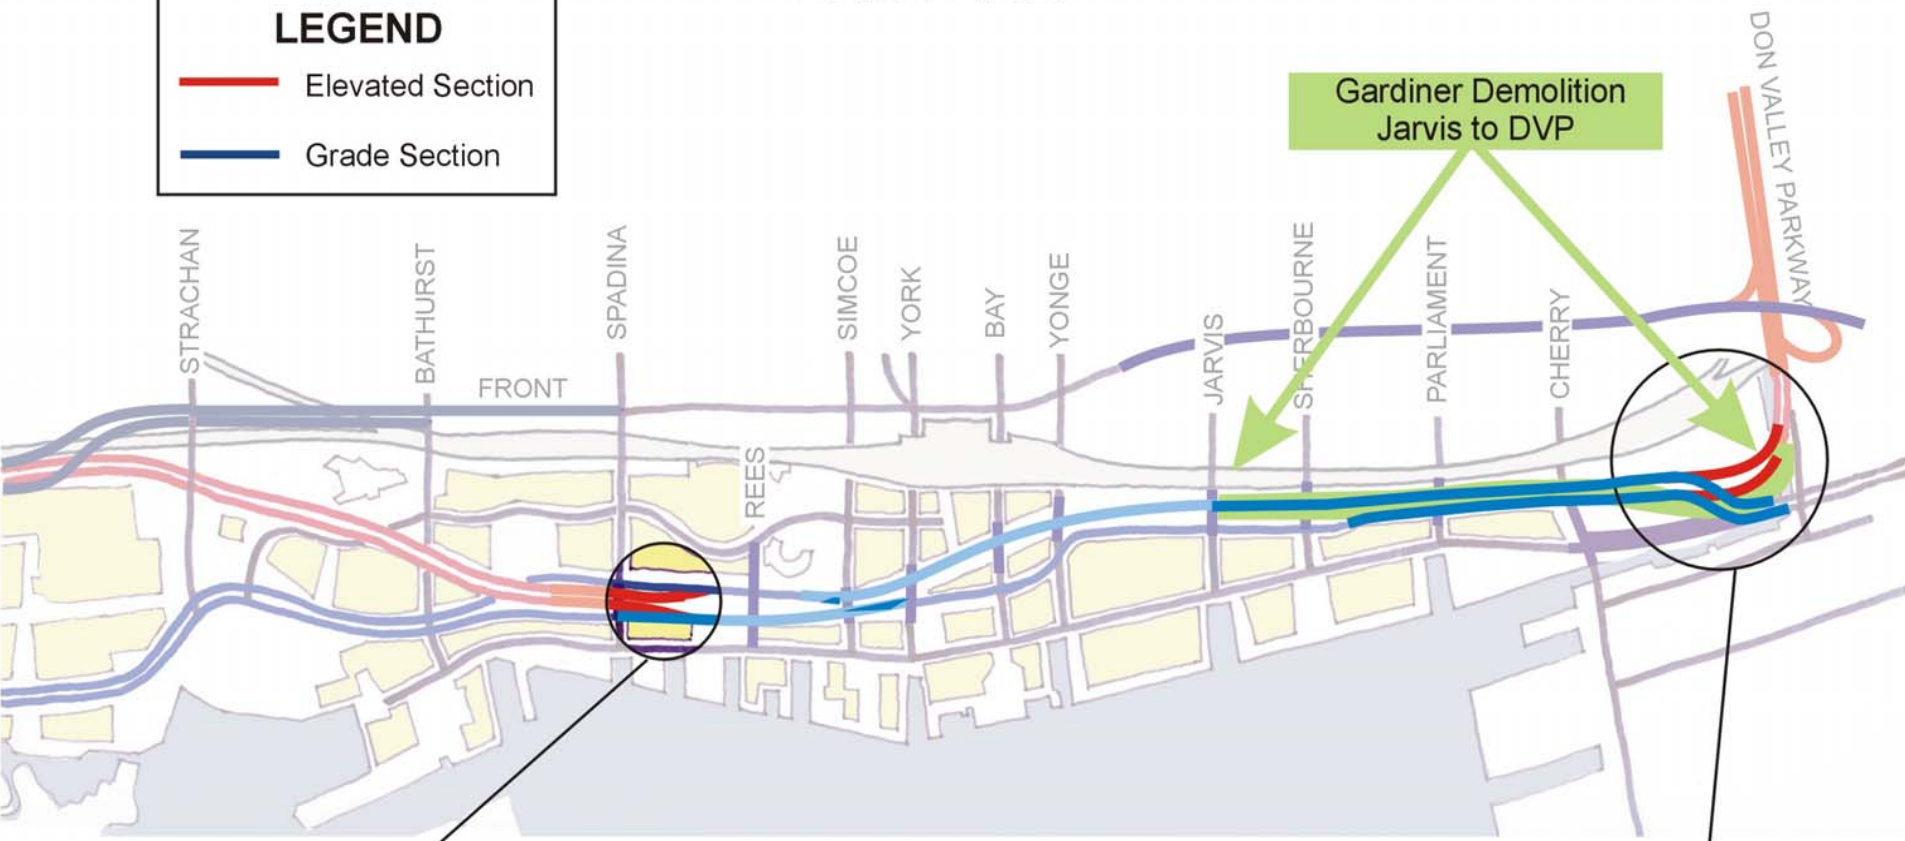 LEGEND
Elevated Section
Grade Section
Gardiner Demolition
Jarvis to DVP
DON VALLEY PARKWAY
STRACHAN
BATHURST
FRONT
SPADINA
REES
SIMCOE
YORK
BAY
YONGE
JARVIS
SHERBOURNE
PARLIAMENT
CHERRY